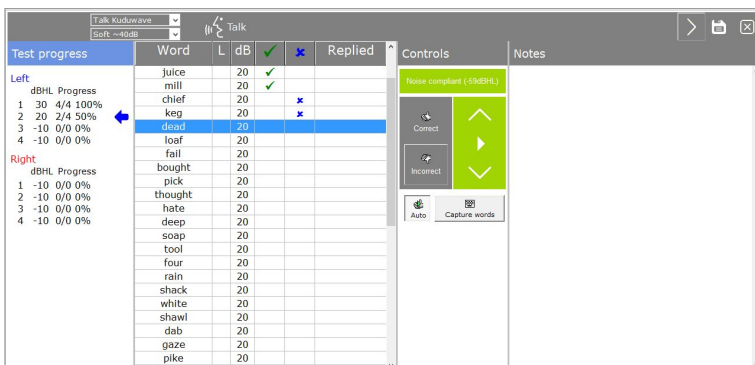 Talk Kuduwave
Soft ~40dB
Talk
Test progress
Word L dB Replied
Controls
Notes
Left
dBHL Progress
1 30 4/4 100%
2 20 2/4 50%
3 -10 0/0 0%
4 -10 0/0 0%
Right
dBHL Progress
1 -10 0/0 0%
2 -10 0/0 0%
3 -10 0/0 0%
4 -10 0/0 0%
juice 20
mill 20
chief 20
keg 20
dead 20
loaf 20
fail 20
bought 20
pick 20
thought 20
hate 20
deep 20
soap 20
tool 20
four 20
rain 20
shack 20
white 20
shawl 20
dab 20
gaze 20
pike 20
Noise compliant (-59dBHL)
Correct
Incorrect
Auto
Capture words